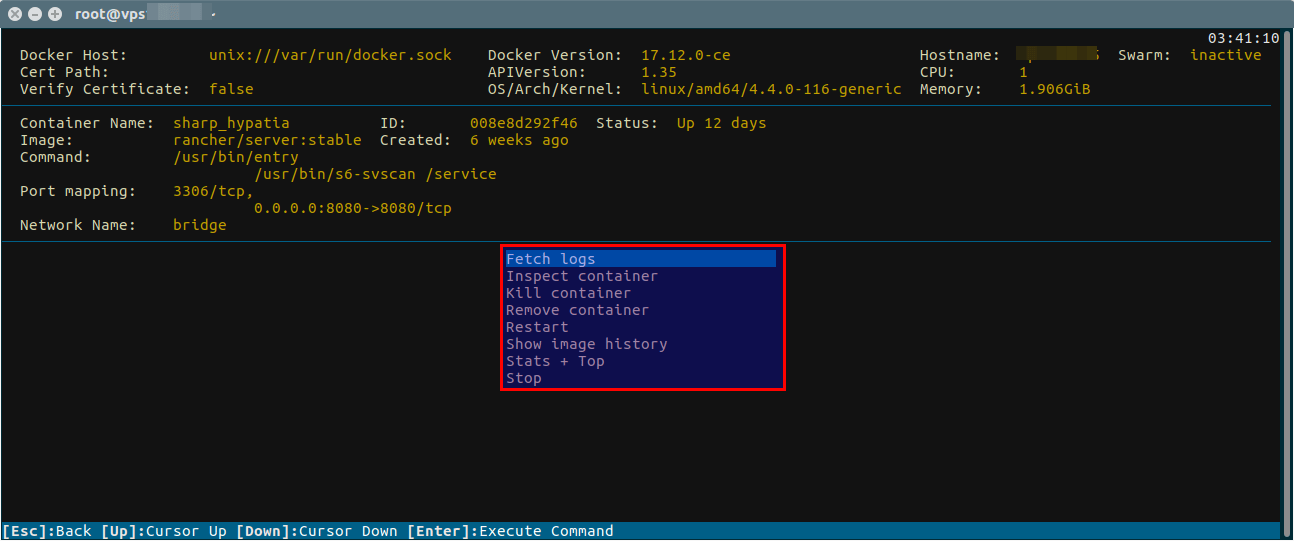 root@vps
03:41:10
Docker Host: unix:///var/run/docker.sock Docker Version: 17.12.0-ce Hostname: Swarm: inactive
Cert Path: APIVersion: 1.35 CPU: 1
Verify Certificate: false OS/Arch/Kernel: linux/amd64/4.4.0-116-generic Memory: 1.906GiB
Container Name: sharp_hypatia ID: 008e8d292f46 Status: Up 12 days
Image: rancher/server:stable Created: 6 weeks ago
Command: /usr/bin/entry
/usr/bin/s6-svscan /service
Port mapping: 3306/tcp,
0.0.0.0:8080->8080/tcp
Network Name: bridge
Fetch logs
Inspect container
Kill container
Remove container
Restart
Show image history
Stats + Top
Stop
[Esc]:Back [Up]:Cursor Up [Down]:Cursor Down [Enter]:Execute Command